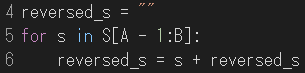 4 reversed_s = ""
5 for s in S[A - 1:B]:
6     reversed_s = s + reversed_s